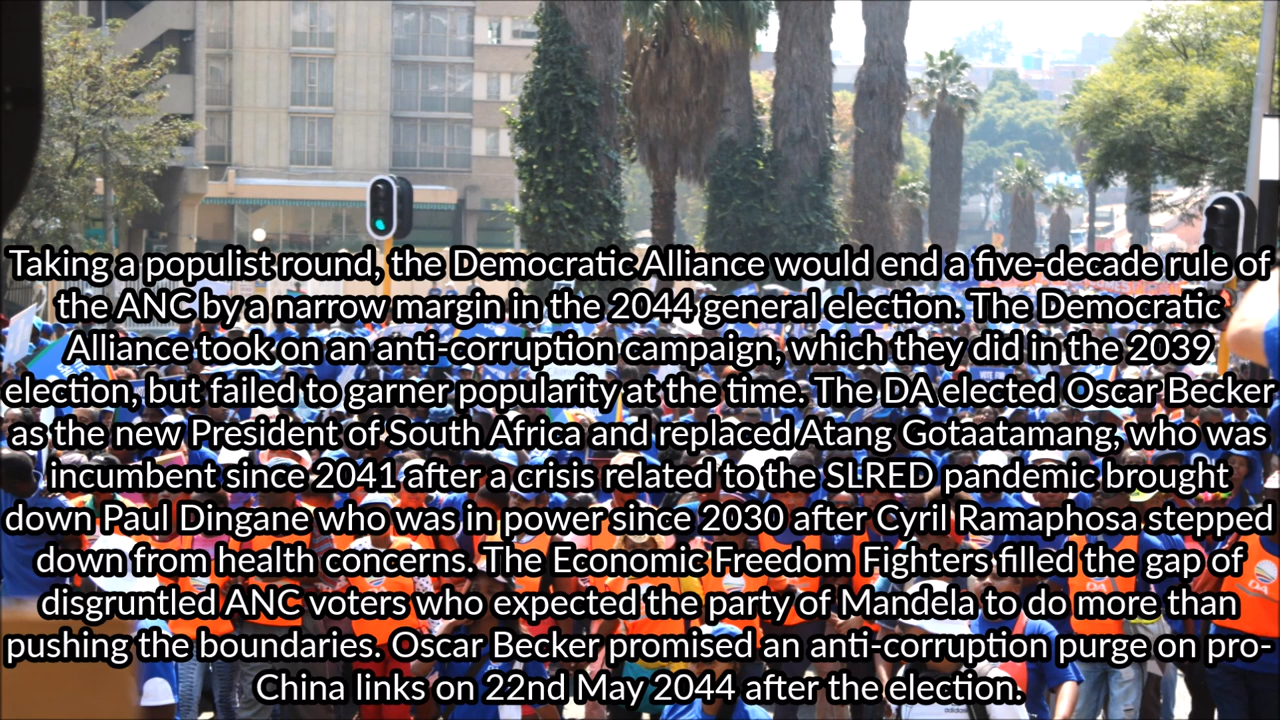 Taking a populist round, the Democratic Alliance would end a five-decade rule of
the ANC by a narrow margin in the 2044 general election. The Democratic
Alliance took on an anti-corruption campaign, which they did in the 2039
election, but failed to garner popularity at the time. The DA elected Oscar Becker
as the new President of South Africa and replaced Atang Gotaatamang, who was
incumbent since 2041 after a crisis related to the SLRED pandemic brought
down Paul Dingane who was in power since 2030 after Cyril Ramaphosa stepped
down from health concerns. The Economic Freedom Fighters filled the gap of
disgruntled ANC voters who expected the party of Mandela to do more than
pushing the boundaries. Oscar Becker promised an anti-corruption purge on pro-
China links on 22nd May 2044 after the election.
DA
adidas